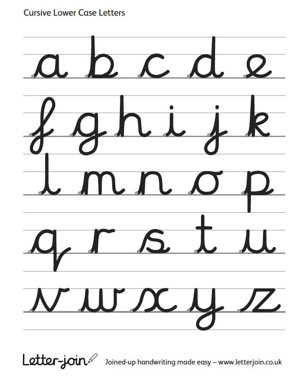 Cursive Lower Case Letters
a b c d e
f g h i j k
l m n o p
q r s t u
v w x y z
Letter-join Joined-up handwriting made easy – www.letterjoin.co.uk